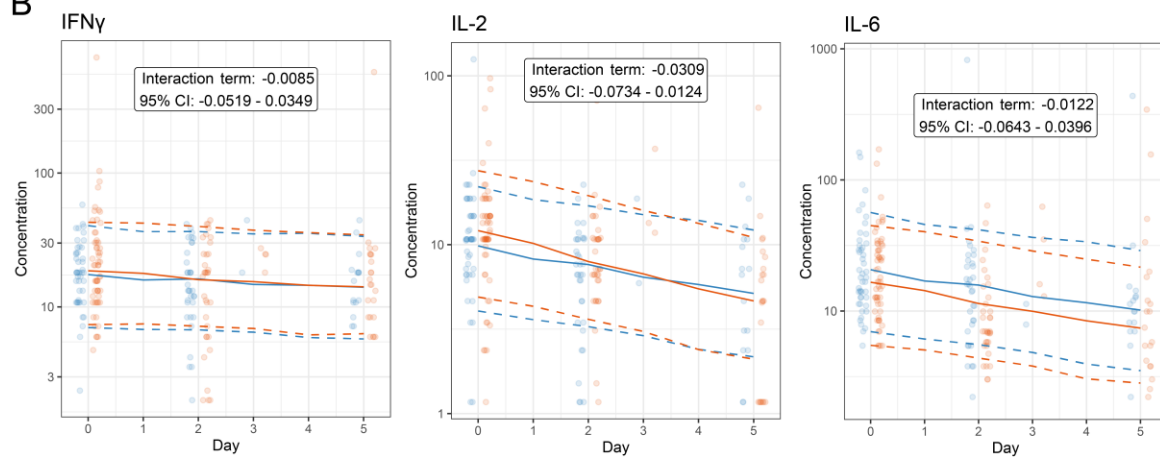 B
IFNγ
IL-2
IL-6
Interaction term: -0.0085
95% CI: -0.0519 - 0.0349
Interaction term: -0.0309
95% CI: -0.0734 - 0.0124
Interaction term: -0.0122
95% CI: -0.0643 - 0.0396
Concentration
300
100
30
10
3
0 1 2 3 4 5
Day
Concentration
100
10
1
0 1 2 3 4 5
Day
Concentration
1000
100
10
0 1 2 3 4 5
Day